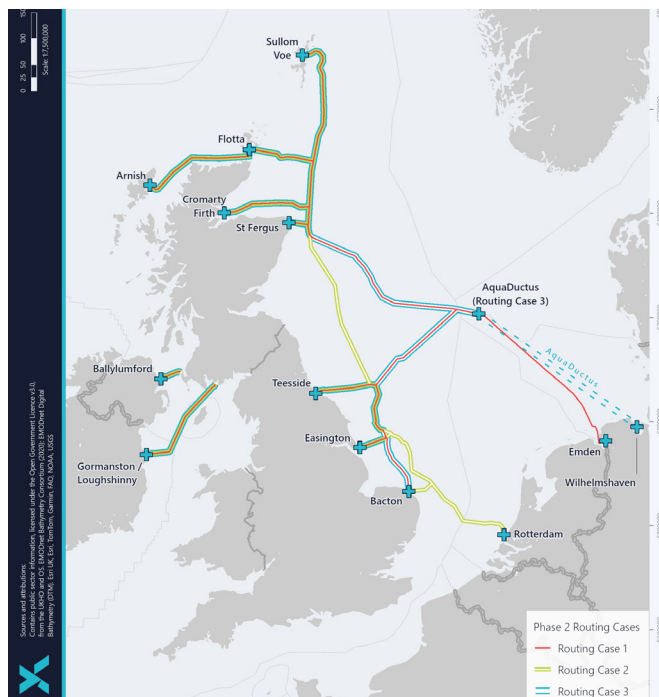 0 25 50 100 150
Scale: 1:7,500,000
Sullom
Voe
Flotta
Arnish
Cromarty
Firth
St Fergus
AquaDuctus
(Routing Case 3)
AquaDuctus
Ballylumford
Teesside
Gormanston /
Loughshinny
Easington
Emden
Wilhelmshaven
Bacton
Rotterdam
Phase 2 Routing Cases
Routing Case 1
Routing Case 2
Routing Case 3
Sources and attributions:
Contains public sector information, licensed under the Open Government Licence v3.0,
from the UKHO and OS, EMODnet Bathymetry Consortium (2020): EMODnet Digital
Bathymetry (DTM). Esri UK, Esri, TomTom, Garmin, FAO, NOAA, USGS